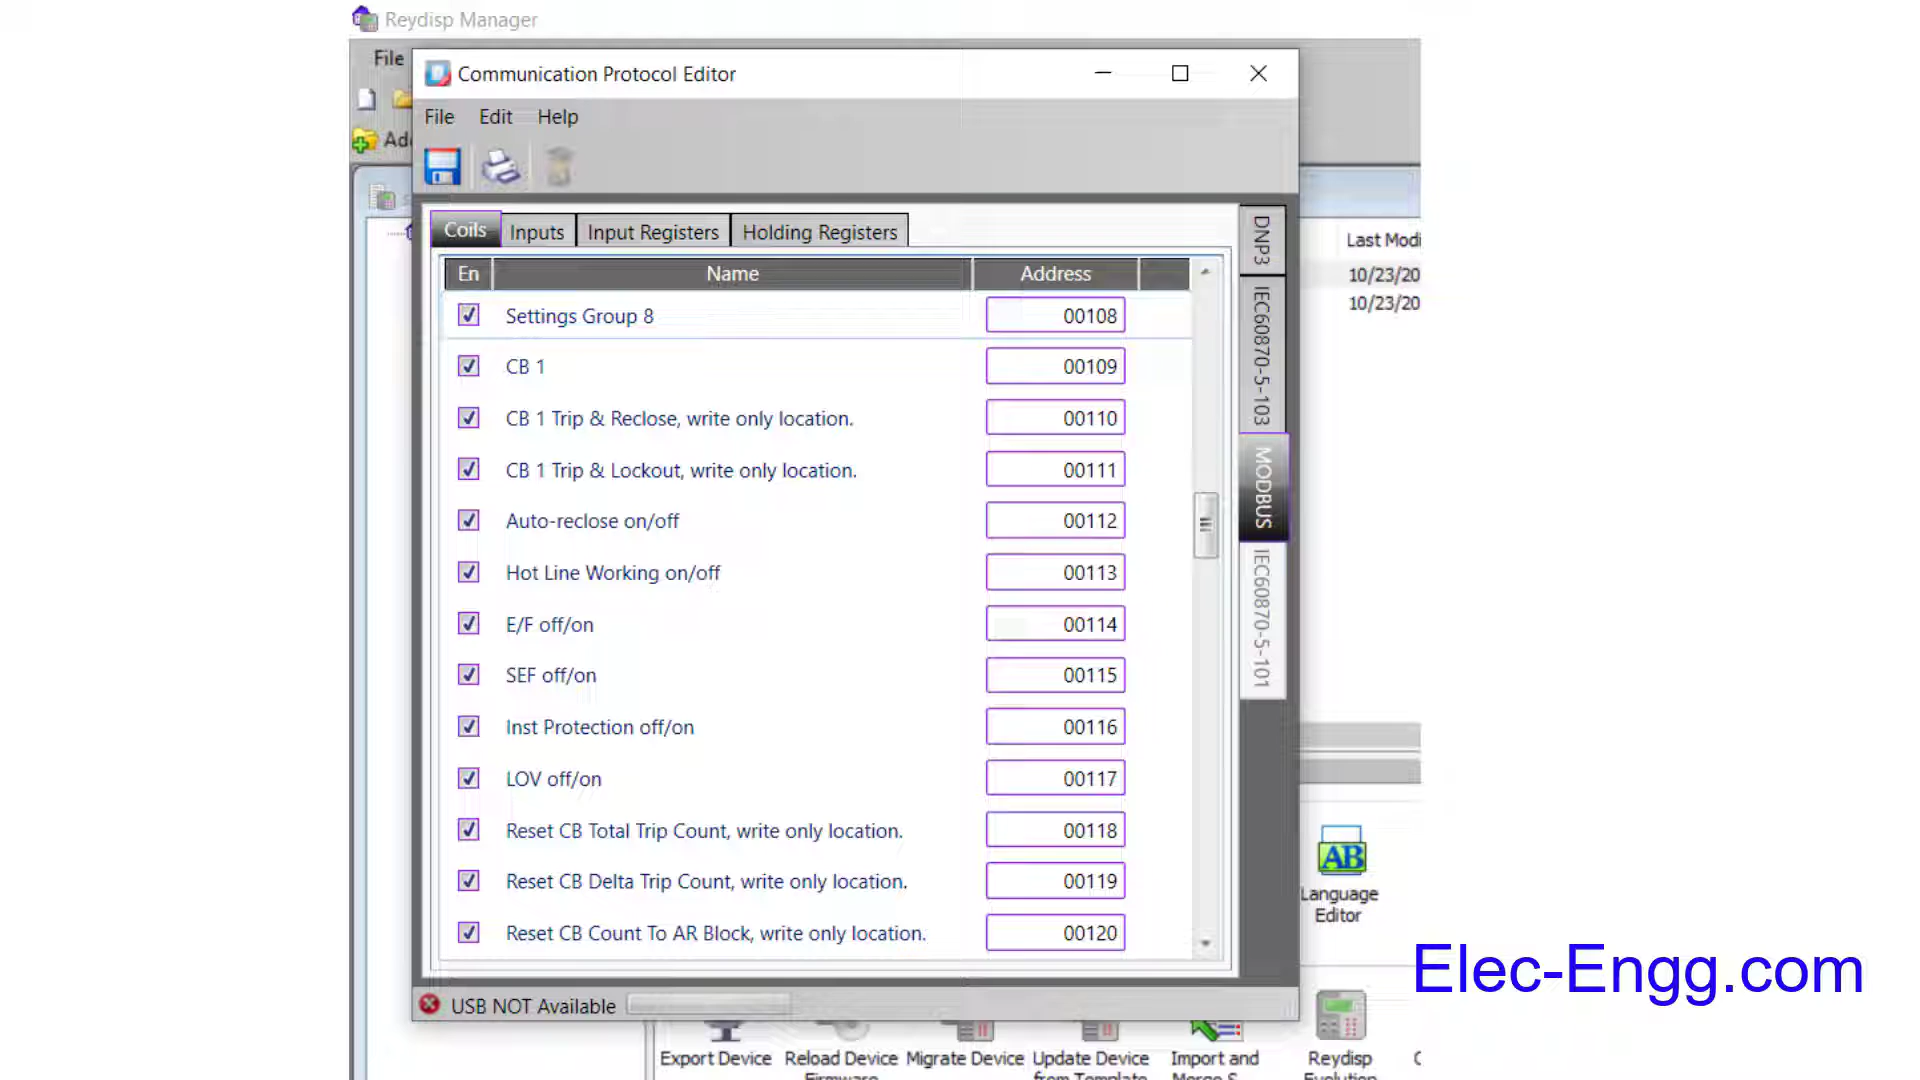 Reydisp Manager
File
Communication Protocol Editor
File Edit Help
Coils Inputs Input Registers Holding Registers
En Name Address
Settings Group 8 00108
CB 1 00109
CB 1 Trip & Reclose, write only location. 00110
CB 1 Trip & Lockout, write only location. 00111
Auto-reclose on/off 00112
Hot Line Working on/off 00113
E/F off/on 00114
SEF off/on 00115
Inst Protection off/on 00116
LOV off/on 00117
Reset CB Total Trip Count, write only location. 00118
Reset CB Delta Trip Count, write only location. 00119
Reset CB Count To AR Block, write only location. 00120
DNP3
IEC60870-5-103
MODBUS
IEC60870-5-101
USB NOT Available
Last Modi
10/23/20
10/23/20
AB
Language
Editor
Elec-Engg.com
Export Device Reload Device Migrate Device Update Device Import and Reydisp
Firmware from Template Merge S Evolution